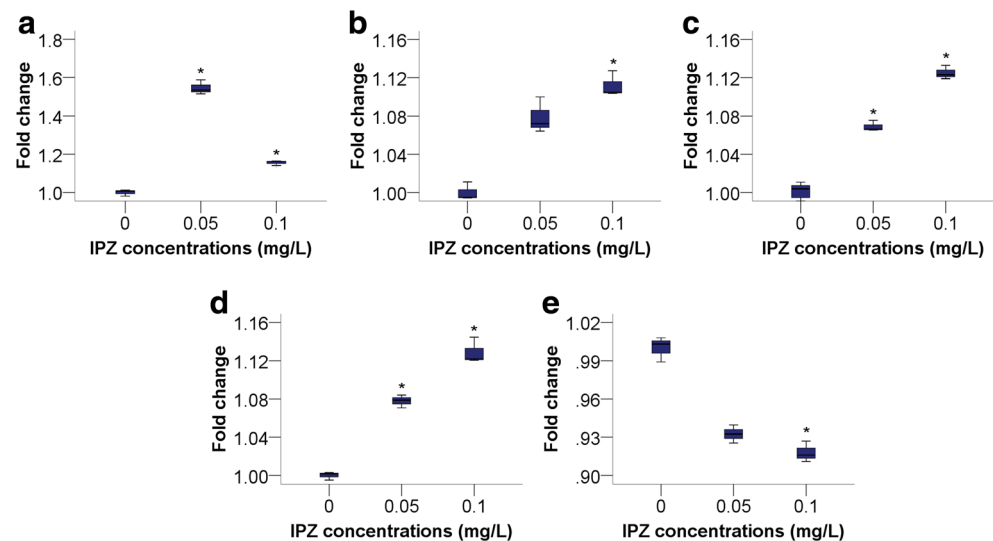 a
Fold change
1.8
1.6
1.4
1.2
1.0
*
*
0 0.05 0.1
IPZ concentrations (mg/L)
b
Fold change
1.16
1.12
1.08
1.04
1.00
*
0 0.05 0.1
IPZ concentrations (mg/L)
c
Fold change
1.16
1.12
1.08
1.04
1.00
*
*
0 0.05 0.1
IPZ concentrations (mg/L)
d
Fold change
1.16
1.12
1.08
1.04
1.00
*
*
0 0.05 0.1
IPZ concentrations (mg/L)
e
Fold change
1.02
.99
.96
.93
.90
*
0 0.05 0.1
IPZ concentrations (mg/L)